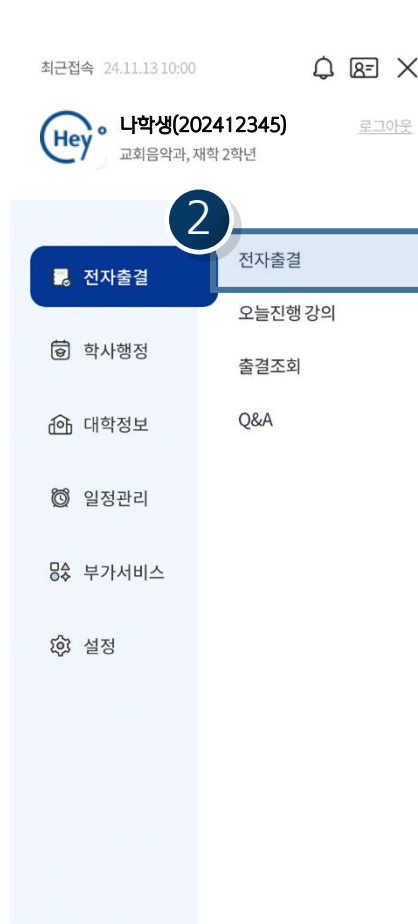 최근접속 24.11.13 10:00
Hey
나학생(202412345)
로그아웃
교회음악과, 재학 2학년
2
전자출결
전자출결
오늘진행 강의
학사행정
출결조회
대학정보
Q&A
일정관리
부가서비스
설정